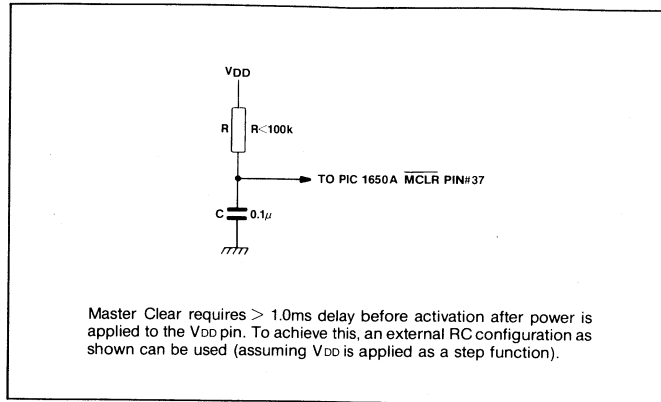 VDD
R R<100k
TO PIC 1650A MCLR PIN#37
C 0.1μ
Master Clear requires > 1.0ms delay before activation after power is
applied to the VDD pin. To achieve this, an external RC configuration as
shown can be used (assuming VDD is applied as a step function).